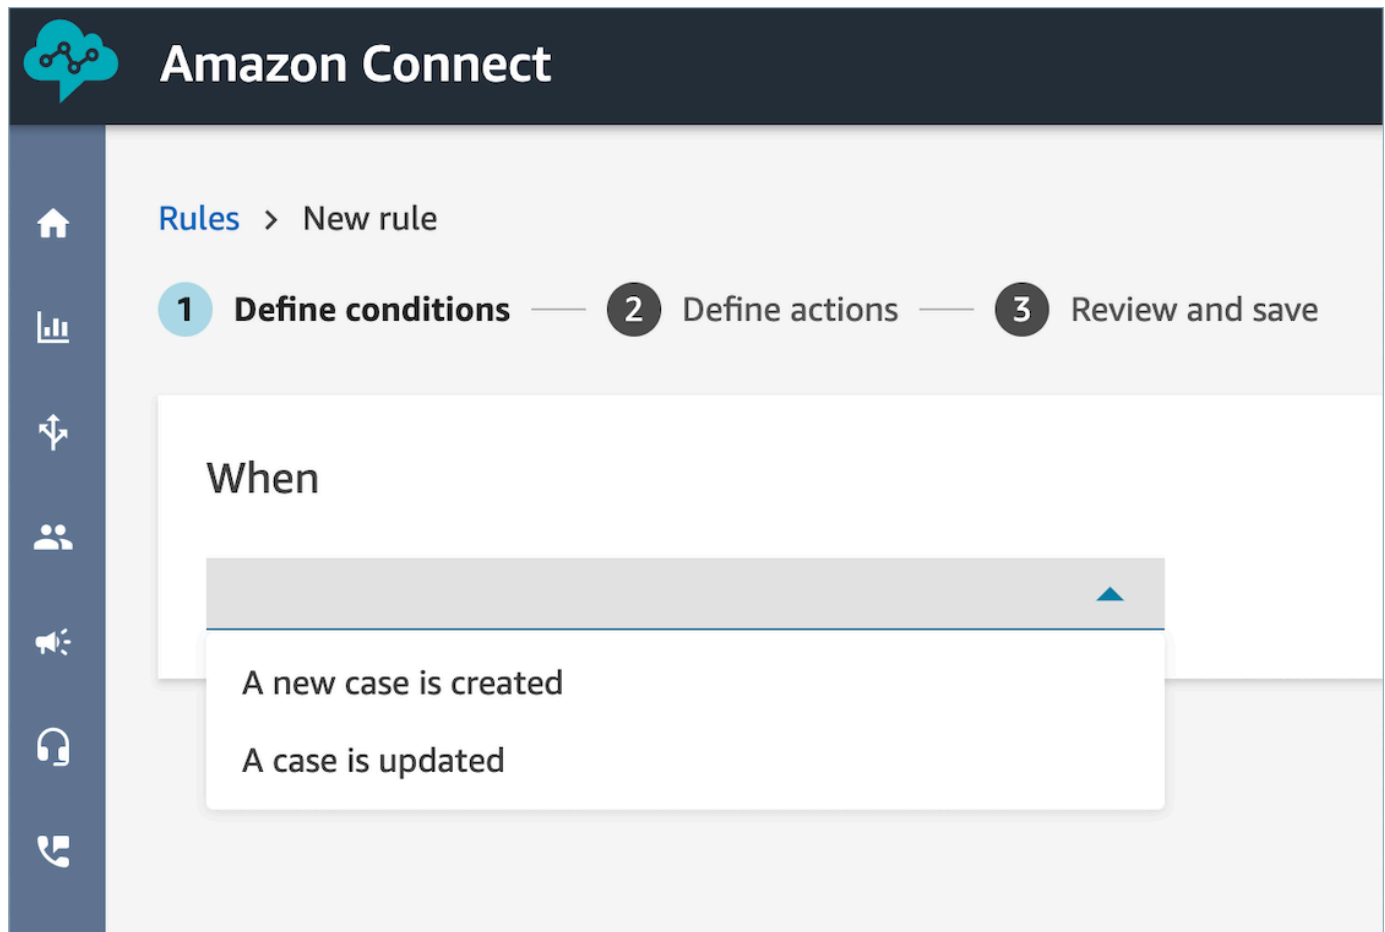 Amazon Connect
Rules > New rule
1 Define conditions 2 Define actions 3 Review and save
When
A new case is created
A case is updated